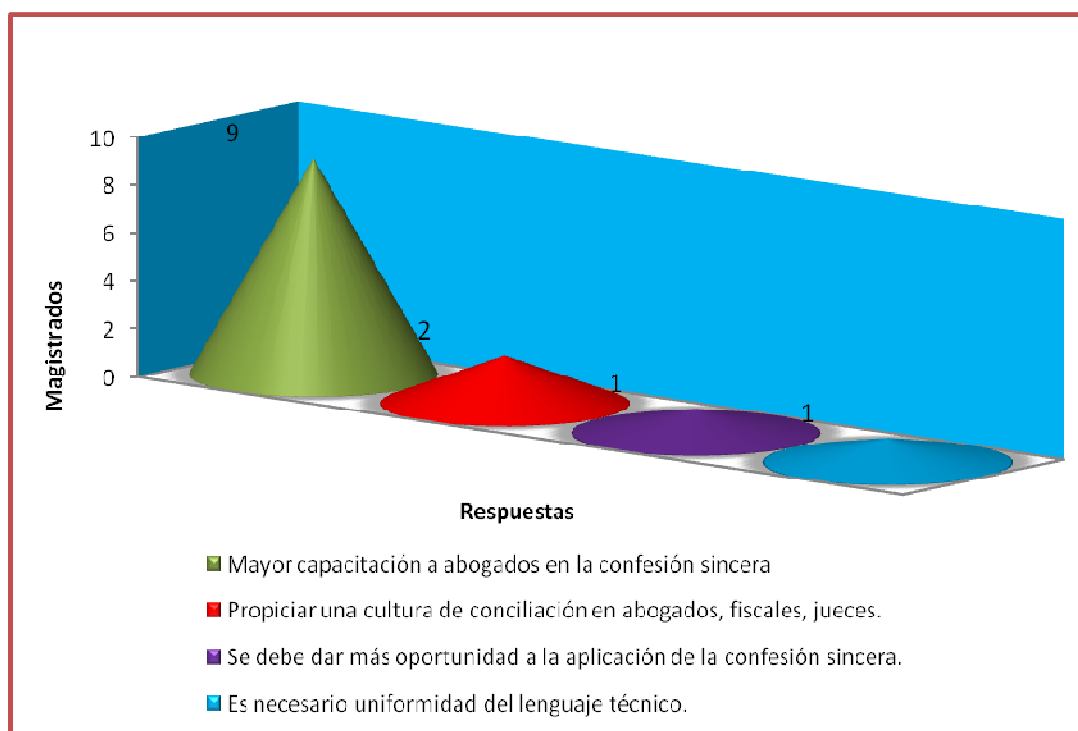 10
8
6
4
2
0
9
2
1
1
Magistrados
Respuestas
Mayor capacitación a abogados en la confesión sincera
Propiciar una cultura de conciliación en abogados, fiscales, jueces.
Se debe dar más oportunidad a la aplicación de la confesión sincera.
Es necesario uniformidad del lenguaje técnico.